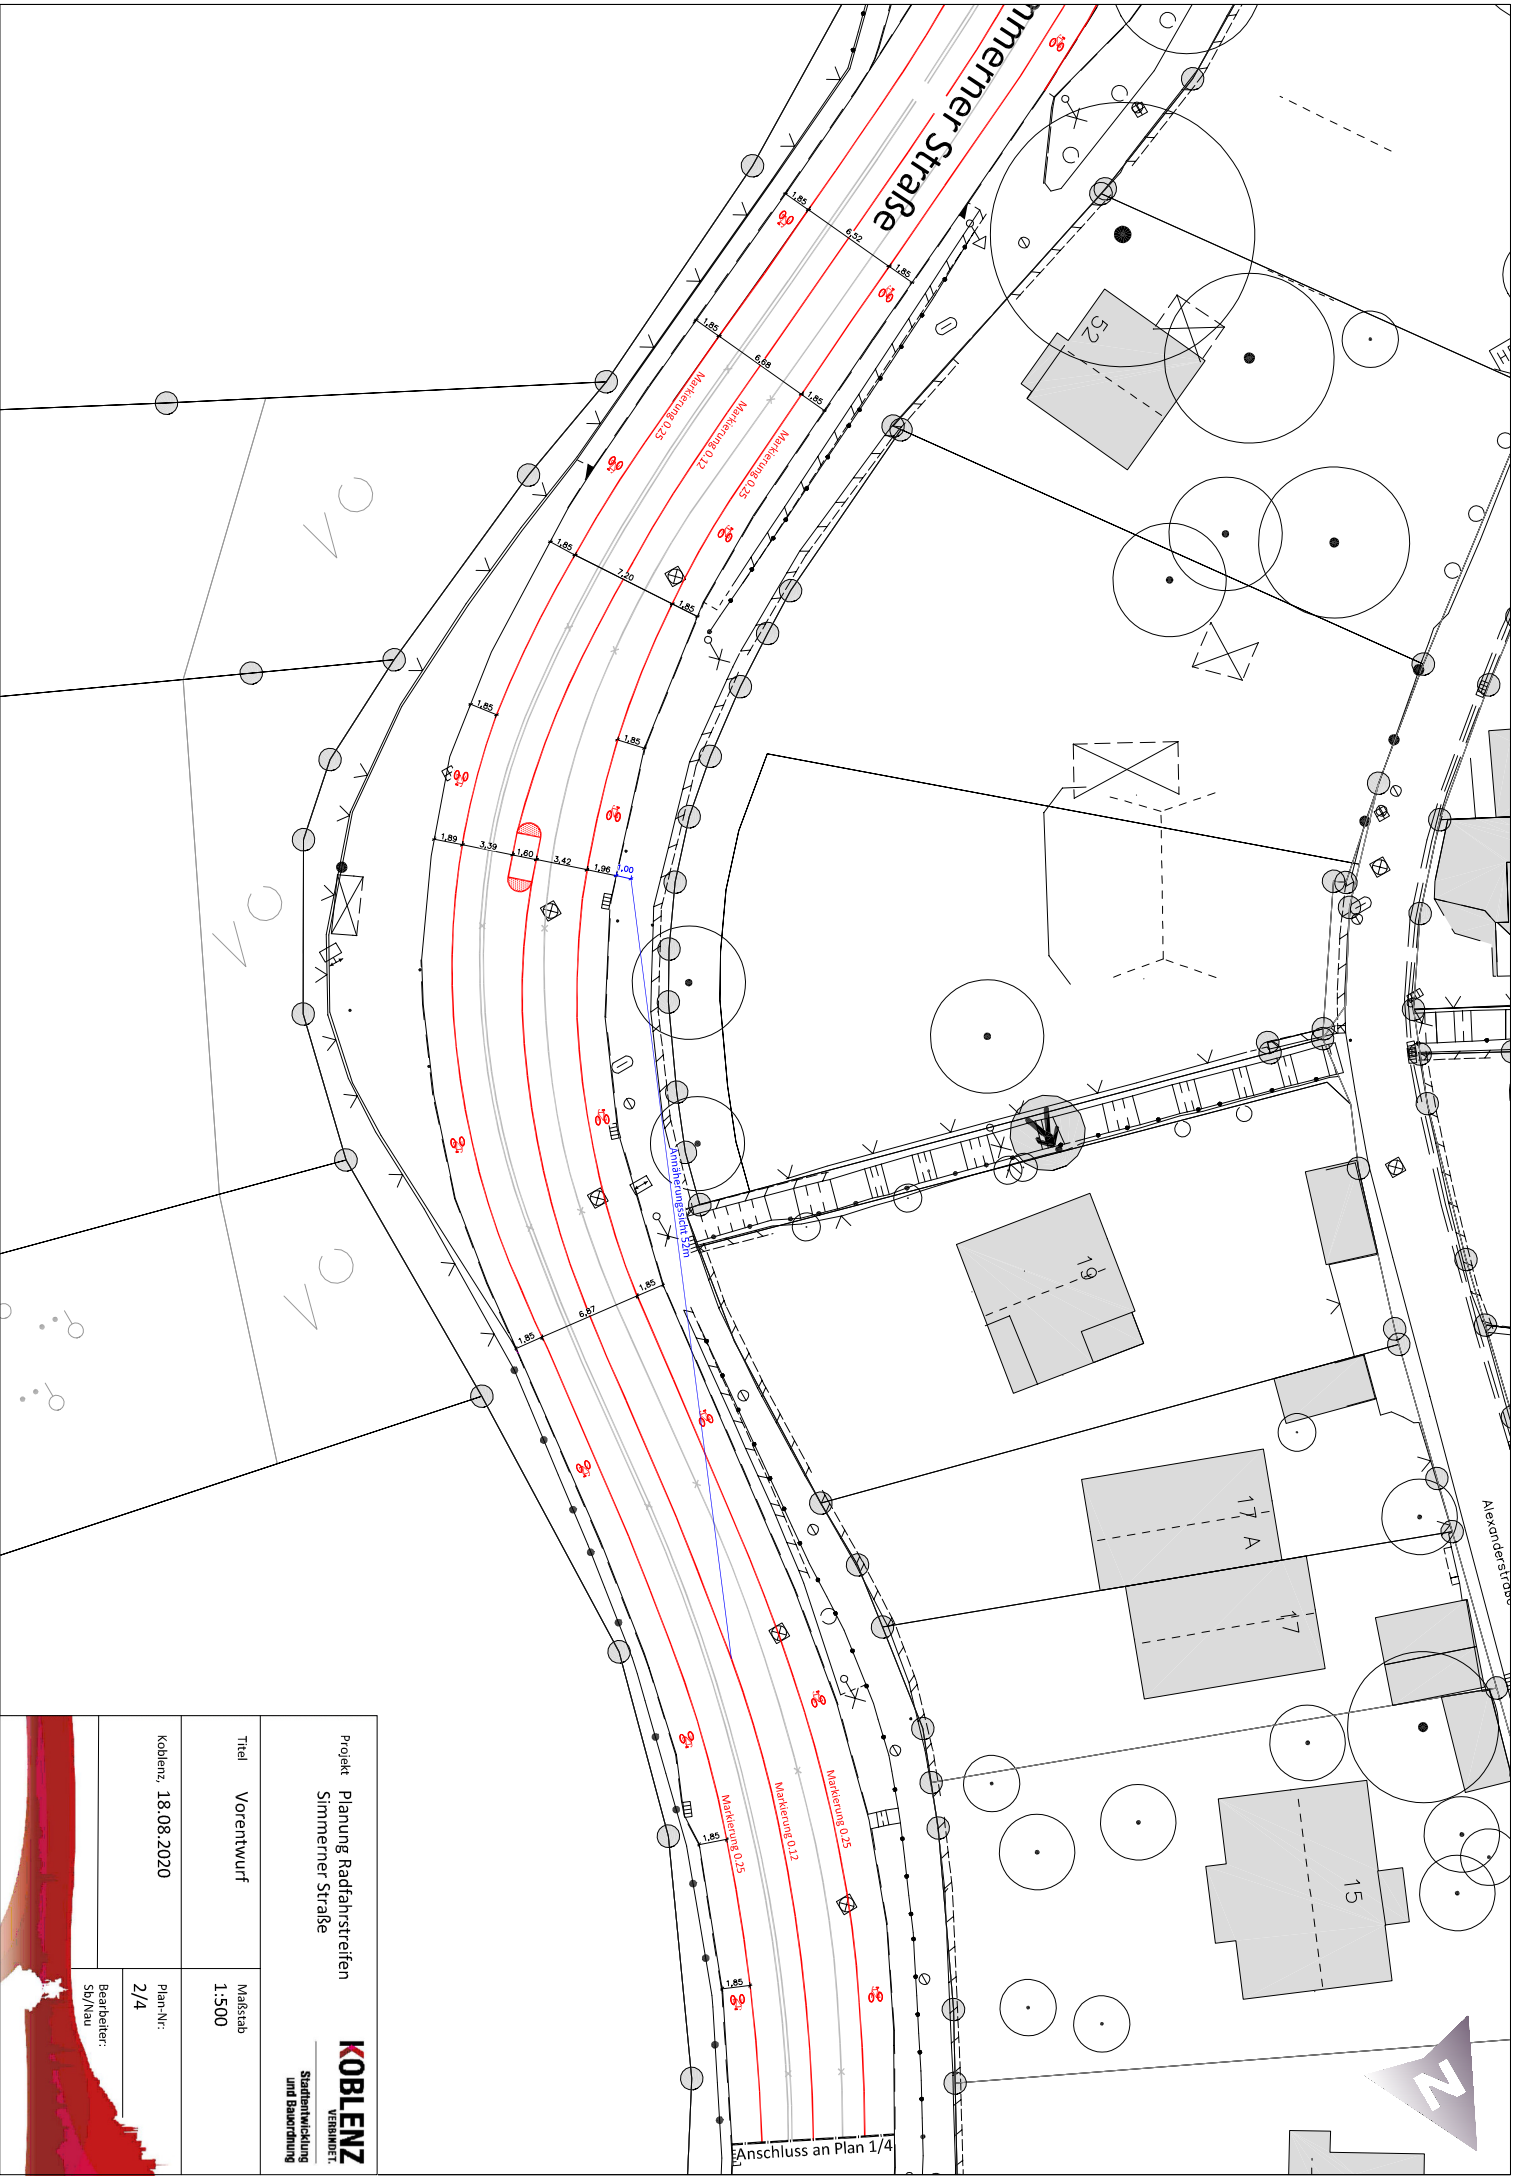 mmerner Straße
1,85
6,52
1,85
52
1,85
6,68
1,85
Markierung 0.25
Markierung 0.12
Markierung 0.25
1,85
7,20
1,85
1,85
1,85
1,89
3,39
1,60
3,42
1,96
1,00
Annäherungssicht 52m
1,85
6,87
1,85
19
17 A
17
15
Markierung 0.25
Markierung 0.12
Markierung 0.25
1,85
1,85
Anschluss an Plan 1/4
N
Projekt Planung Radfahrstreifen
Simmerner Straße
KOBLENZ
VERBINDET.
Stadtentwicklung
und Bauordnung
Titel Vorentwurf
Maßstab
1:500
Koblenz, 18.08.2020
Plan-Nr:
2/4
Bearbeiter:
Sb/Nau